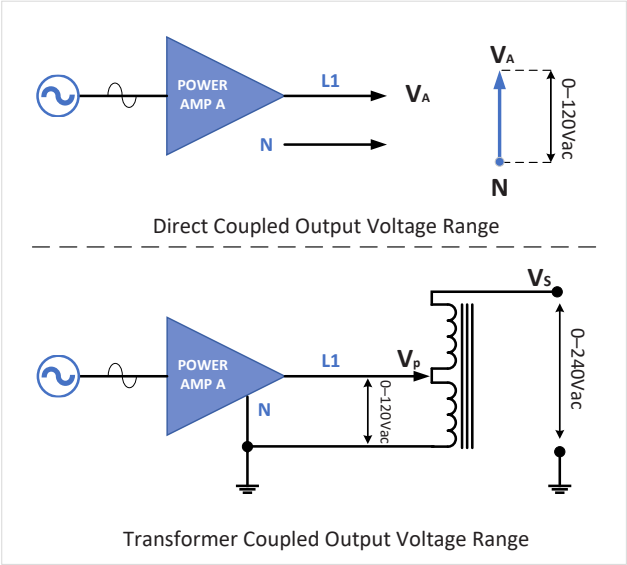 POWER
AMP A
L1
VA
N
VA
0–120Vac
N
Direct Coupled Output Voltage Range
VS
POWER
AMP A
L1
Vp
N
0–120Vac
0–240Vac
Transformer Coupled Output Voltage Range